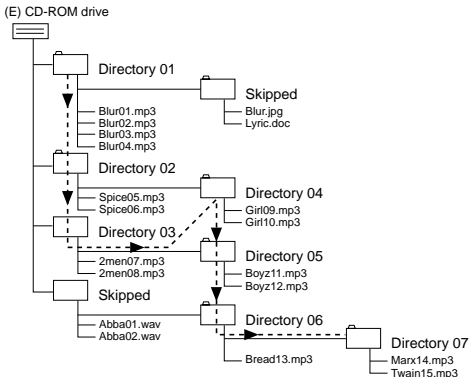 (E) CD-ROM drive
Directory 01
Blur01.mp3
Blur02.mp3
Blur03.mp3
Blur04.mp3
Skipped
Blur.jpg
Lyric.doc
Directory 02
Spice05.mp3
Spice06.mp3
Directory 04
Girl09.mp3
Girl10.mp3
Directory 03
2men07.mp3
2men08.mp3
Directory 05
Boyz11.mp3
Boyz12.mp3
Skipped
Abba01.wav
Abba02.wav
Directory 06
Bread13.mp3
Directory 07
Marx14.mp3
Twain15.mp3